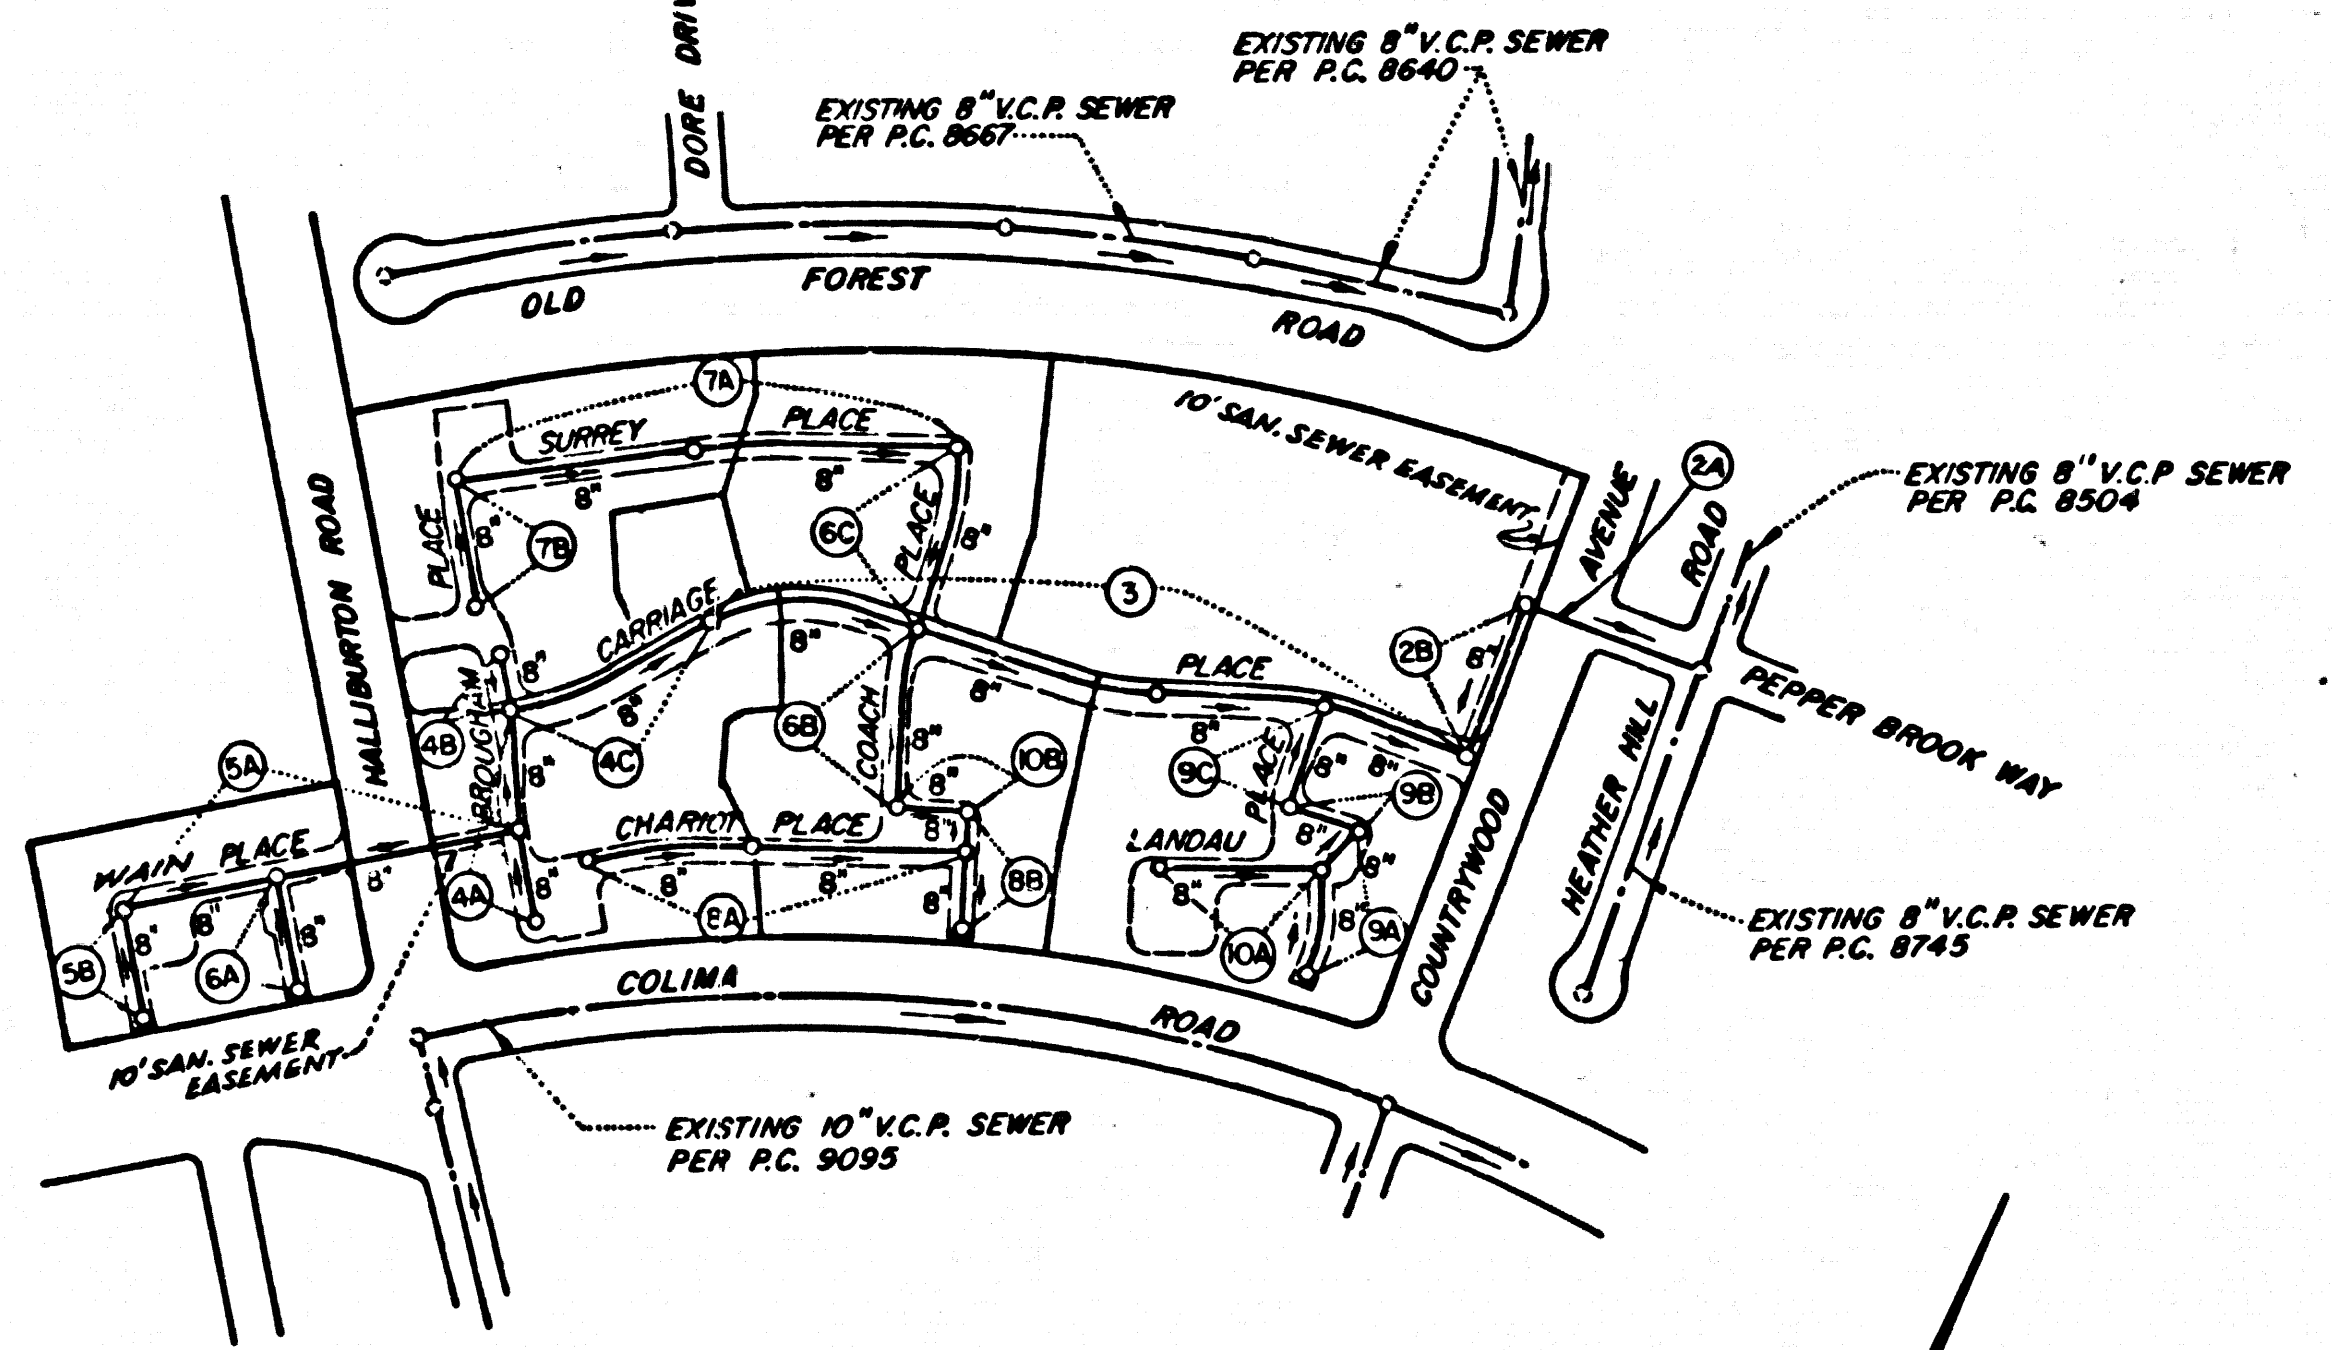 DORE DRIV
EXISTING 8" V.C.P. SEWER
PER P.C. 8640
EXISTING 8" V.C.P. SEWER
PER P.C. 8667
OLD FOREST ROAD
10' SAN. SEWER EASEMENT
7A
SURREY PLACE
8"
8"
PLACE
8"
7B
6C
PLACE
8"
AVENUE
2A
ROAD
EXISTING 8" V.C.P. SEWER
PER P.C. 8504
HALLIBURTON ROAD
CARRIAGE PLACE
3
8"
8"
8"
8"
8"
2B
8"
PEPPER BROOK WAY
BROUGHAM
4B
4C
8"
6B
COACH
8"
8"
10B
9C
PLACE
8"
8"
9B
5A
WAIN PLACE
8"
8"
8"
8"
5B
6A
4A
8"
CHARIOT PLACE
8"
8"
8A
8"
8"
8B
LANDAU
8"
8"
8"
8"
10A
9A
COUNTRYWOOD
HEATHER HILL
EXISTING 8" V.C.P. SEWER
PER P.C. 8745
COLIMA ROAD
10' SAN. SEWER
EASEMENT
EXISTING 10" V.C.P. SEWER
PER P.C. 9095